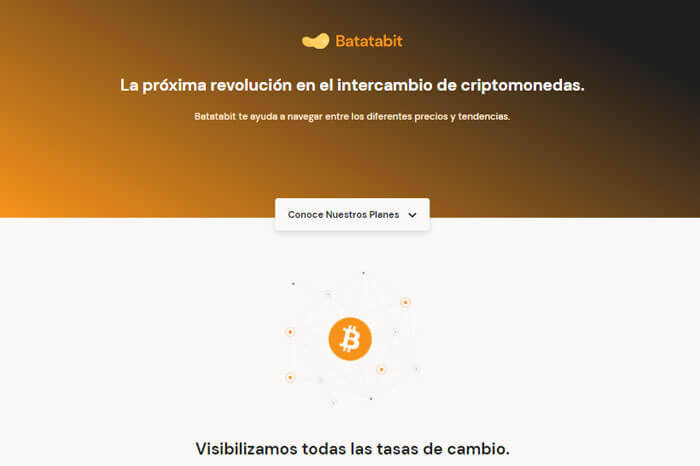 Batatabit
La próxima revolución en el intercambio de criptomonedas.
Batatabit te ayuda a navegar entre los diferentes precios y tendencias.
Conoce Nuestros Planes
Visibilizamos todas las tasas de cambio.